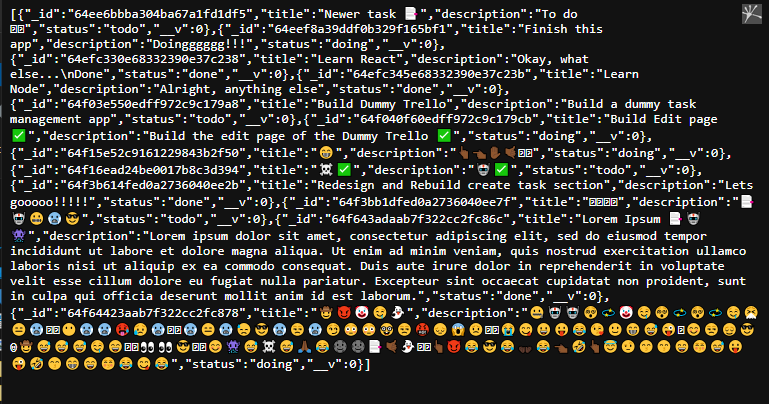 [{"_id":"64ee6bbba304ba67a1fd1df5","title":"Newer task 📑","description":"To do
","status":"todo","__v":0},{"_id":"64eef8a39ddf0b329f165bf1","title":"Finish this
app","description":"Doingggggg!!!","status":"doing","__v":0},
{"_id":"64efc330e68332390e37c238","title":"Learn React","description":"Okay, what
else...\nDone","status":"done","__v":0},{"_id":"64efc345e68332390e37c23b","title":"Learn
Node","description":"Alright, anything else","status":"done","__v":0},
{"_id":"64f03e550edff972c9c179a8","title":"Build Dummy Trello","description":"Build a dummy task
management app","status":"todo","__v":0},{"_id":"64f040f60edff972c9c179cb","title":"Build Edit page
✅","description":"Build the edit page of the Dummy Trello ✅","status":"doing","__v":0},
{"_id":"64f15e52c9161229843b2f50","title":"😁","description":"","status":"doing","__v":0},
{"_id":"64f16ead24be0017b8c3d394","title":"☠✅","description":"✅","status":"todo","__v":0},
{"_id":"64f3b614fed0a2736040ee2b","title":"Redesign and Rebuild create task section","description":"Lets
gooooo!!!!!","status":"done","__v":0},{"_id":"64f3bb1dfed0a2736040ee7f","title":"","description":"📑
😎","status":"todo","__v":0},{"_id":"64f643adaab7f322c2fc86c","title":"Lorem Ipsum 📑
👾","description":"Lorem ipsum dolor sit amet, consectetur adipiscing elit, sed do eiusmod tempor
incididunt ut labore et dolore magna aliqua. Ut enim ad minim veniam, quis nostrud exercitation ullamco
laboris nisi ut aliquip ex ea commodo consequat. Duis aute irure dolor in reprehenderit in voluptate
velit esse cillum dolore eu fugiat nulla pariatur. Excepteur sint occaecat cupidatat non proident, sunt
in culpa qui officia deserunt mollit anim id est laborum.","status":"done","__v":0},
{"_id":"64f64423aab7f322cc2fc878","title":"🤠😈🤡😋👻","description":"
","status":"doing","__v":0}]